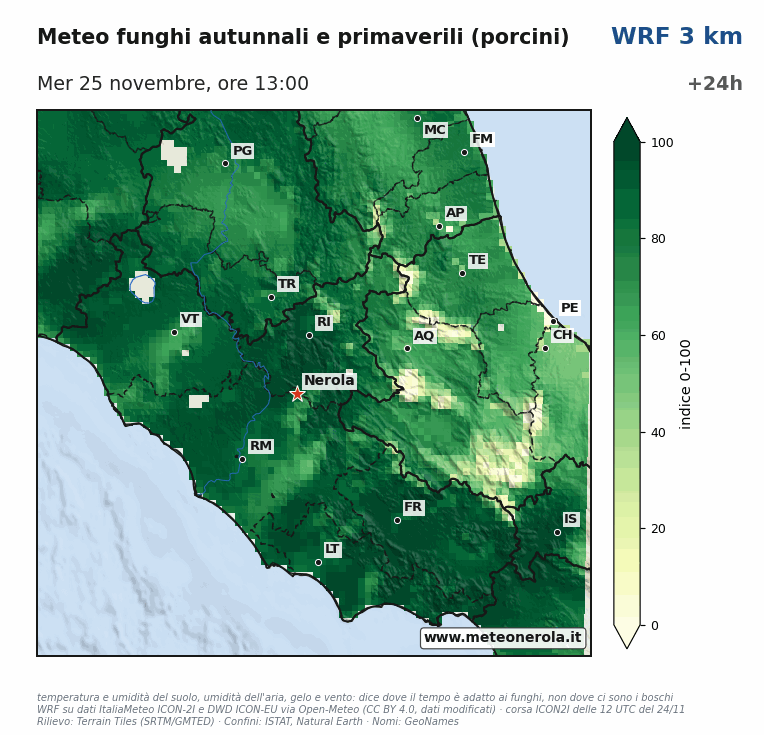 Meteo funghi autunnali e primaverili (porcini)
WRF 3 km
Mer 25 novembre, ore 13:00
+24h
MC
FM
PG
AP
TE
TR
PE
VT
RI
AQ
CH
Nerola
RM
FR
IS
LT
www.meteonerola.it
100
80
60
40
20
0
indice 0-100
temperatura e umidità del suolo, umidità dell'aria, gelo e vento: dice dove il tempo è adatto ai funghi, non dove ci sono i boschi
WRF su dati ItaliaMeteo ICON-2I e DWD ICON-EU via Open-Meteo (CC BY 4.0, dati modificati) · corsa ICON2I delle 12 UTC del 24/11
Rilievo: Terrain Tiles (SRTM/GMTED) · Confini: ISTAT, Natural Earth · Nomi: GeoNames